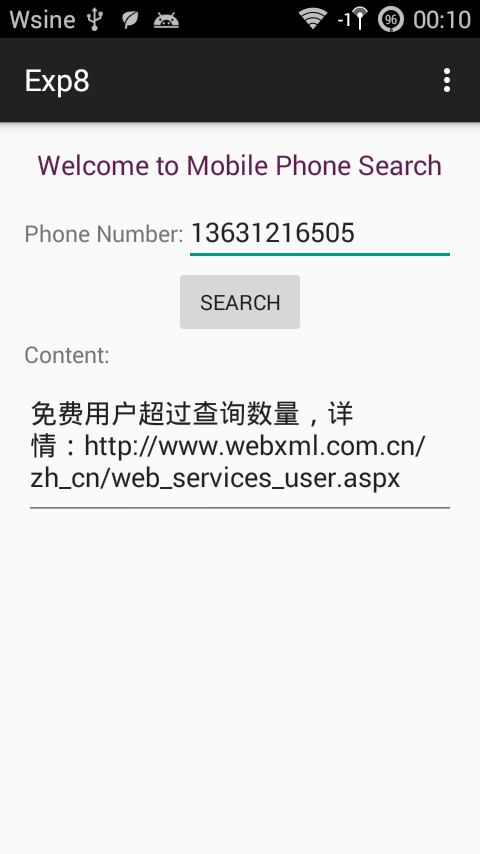 Wsine -1 96 00:10
Exp8
Welcome to Mobile Phone Search
Phone Number: 13631216505
SEARCH
Content:
免费用户超过查询数量，详
情：http://www.webxml.com.cn/
zh_cn/web_services_user.aspx